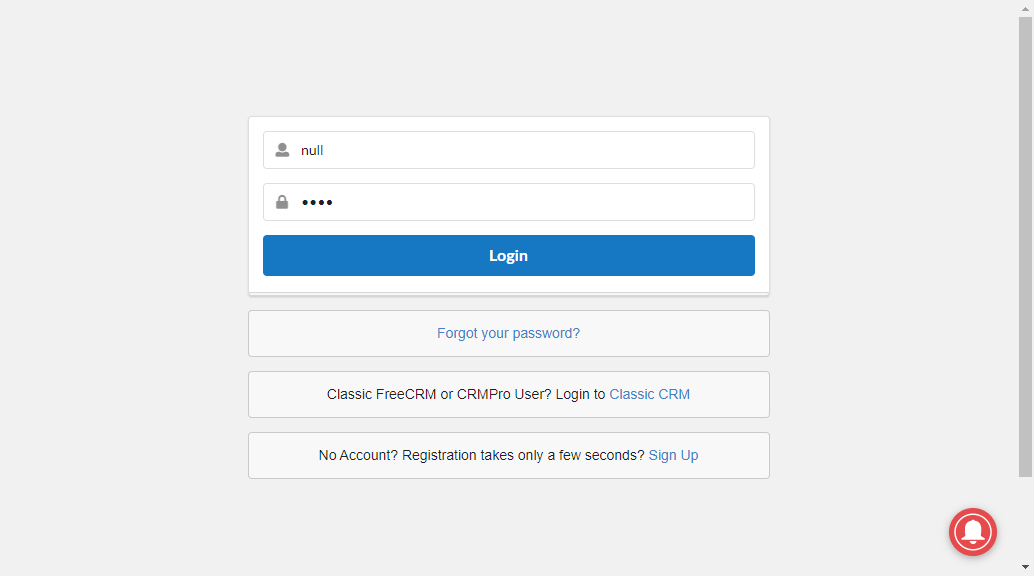 null
••••
Login
Forgot your password?
Classic FreeCRM or CRMPro User? Login to Classic CRM
No Account? Registration takes only a few seconds? Sign Up